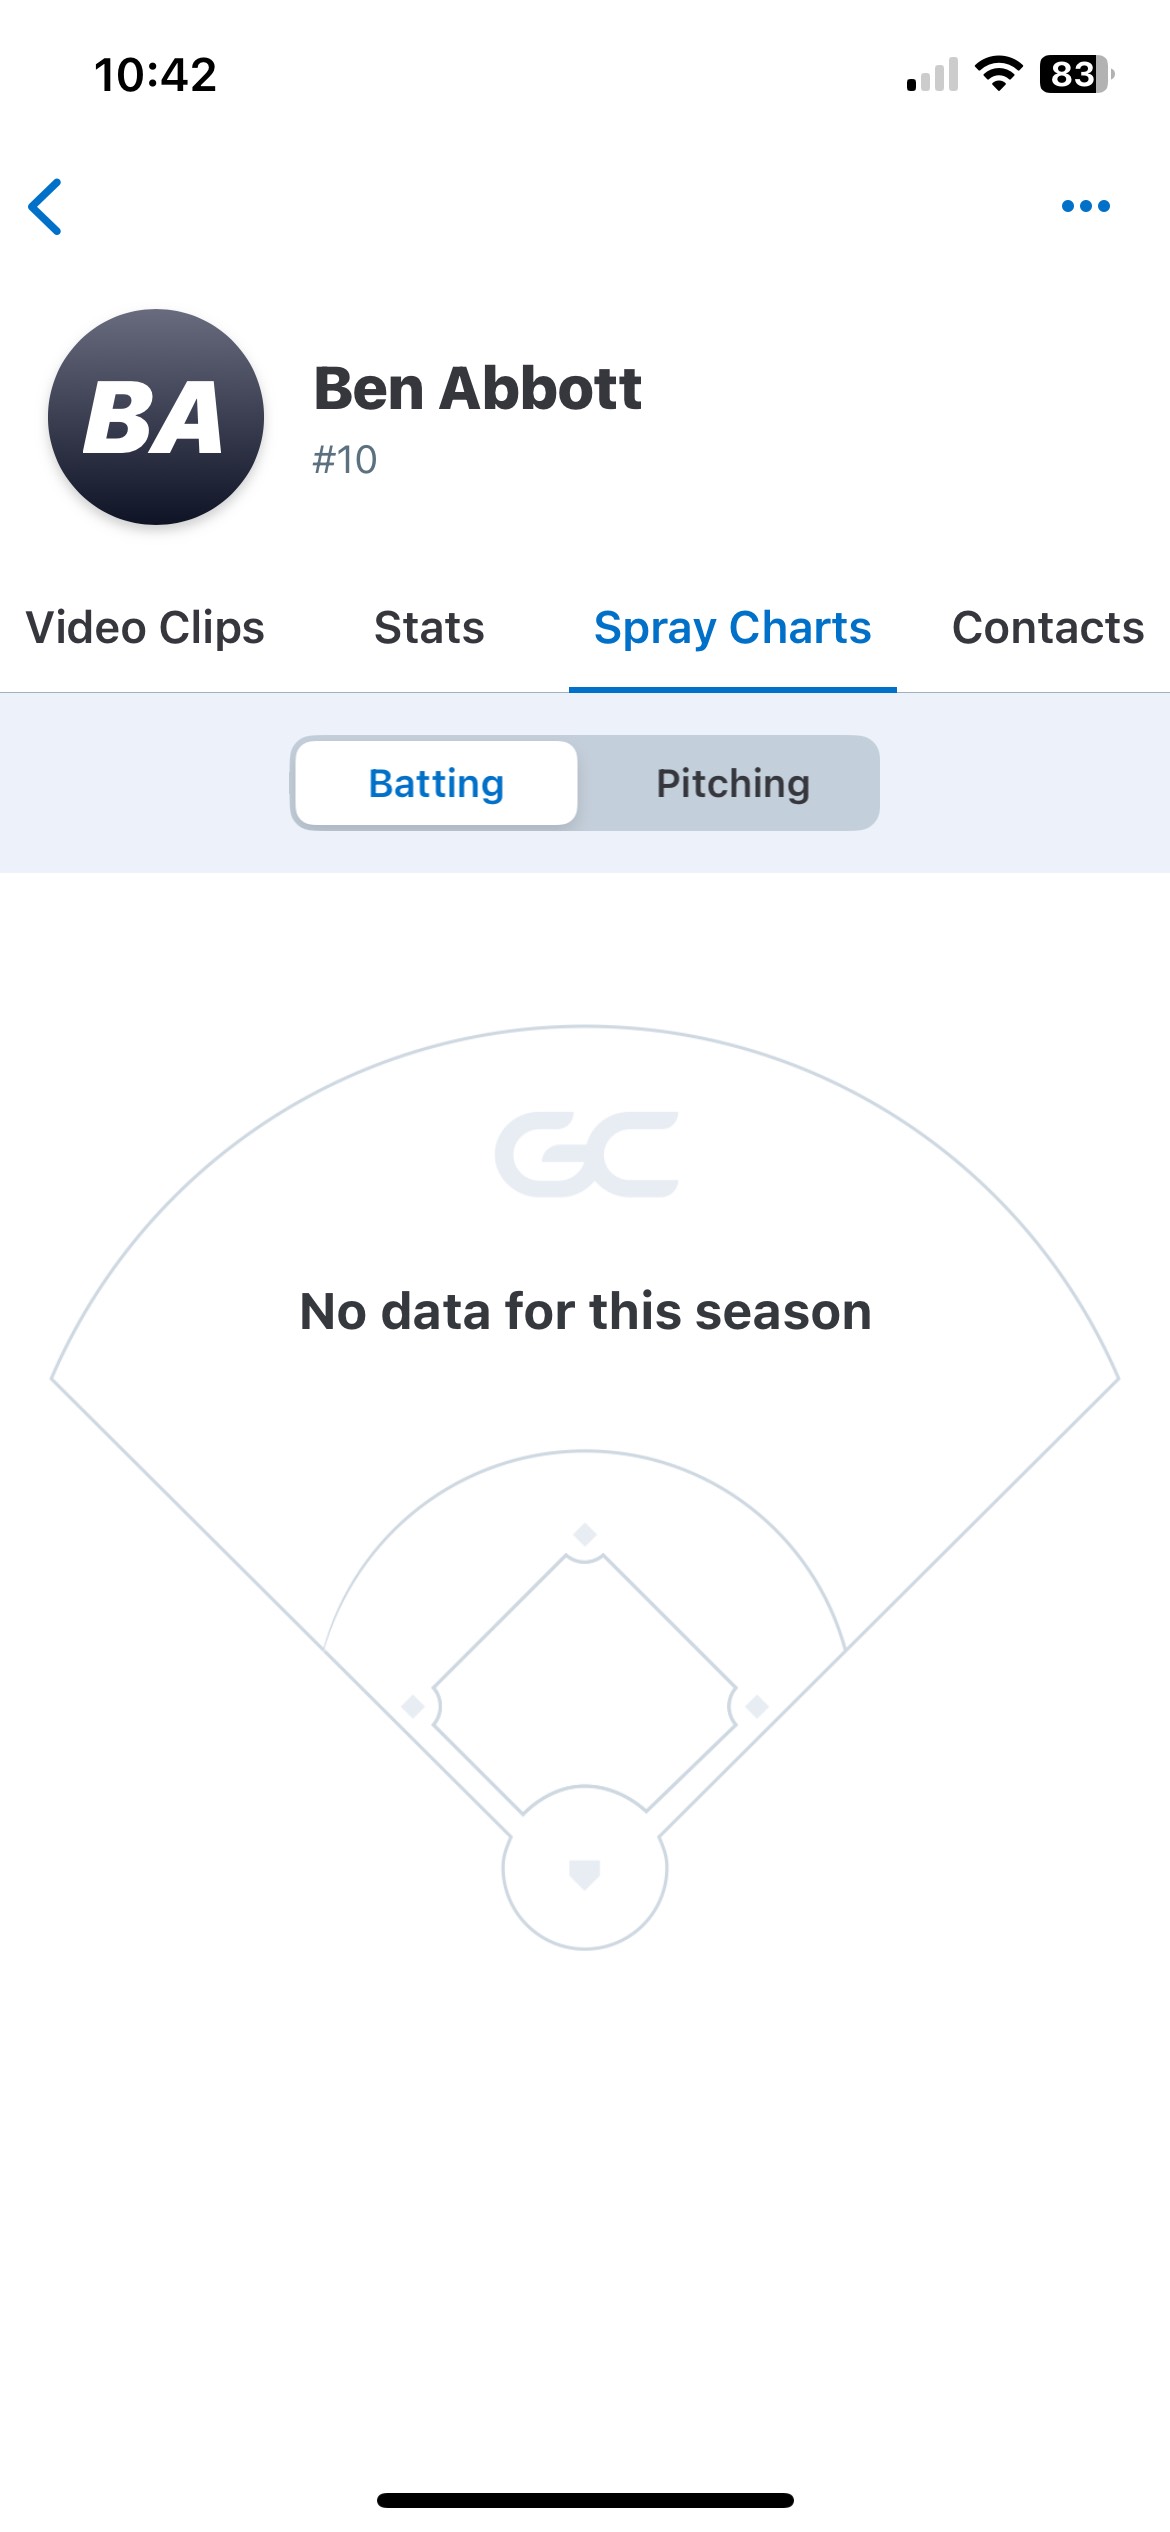 10:42
83
BA
Ben Abbott
#10
Video Clips Stats Spray Charts Contacts
Batting Pitching
GC
No data for this season